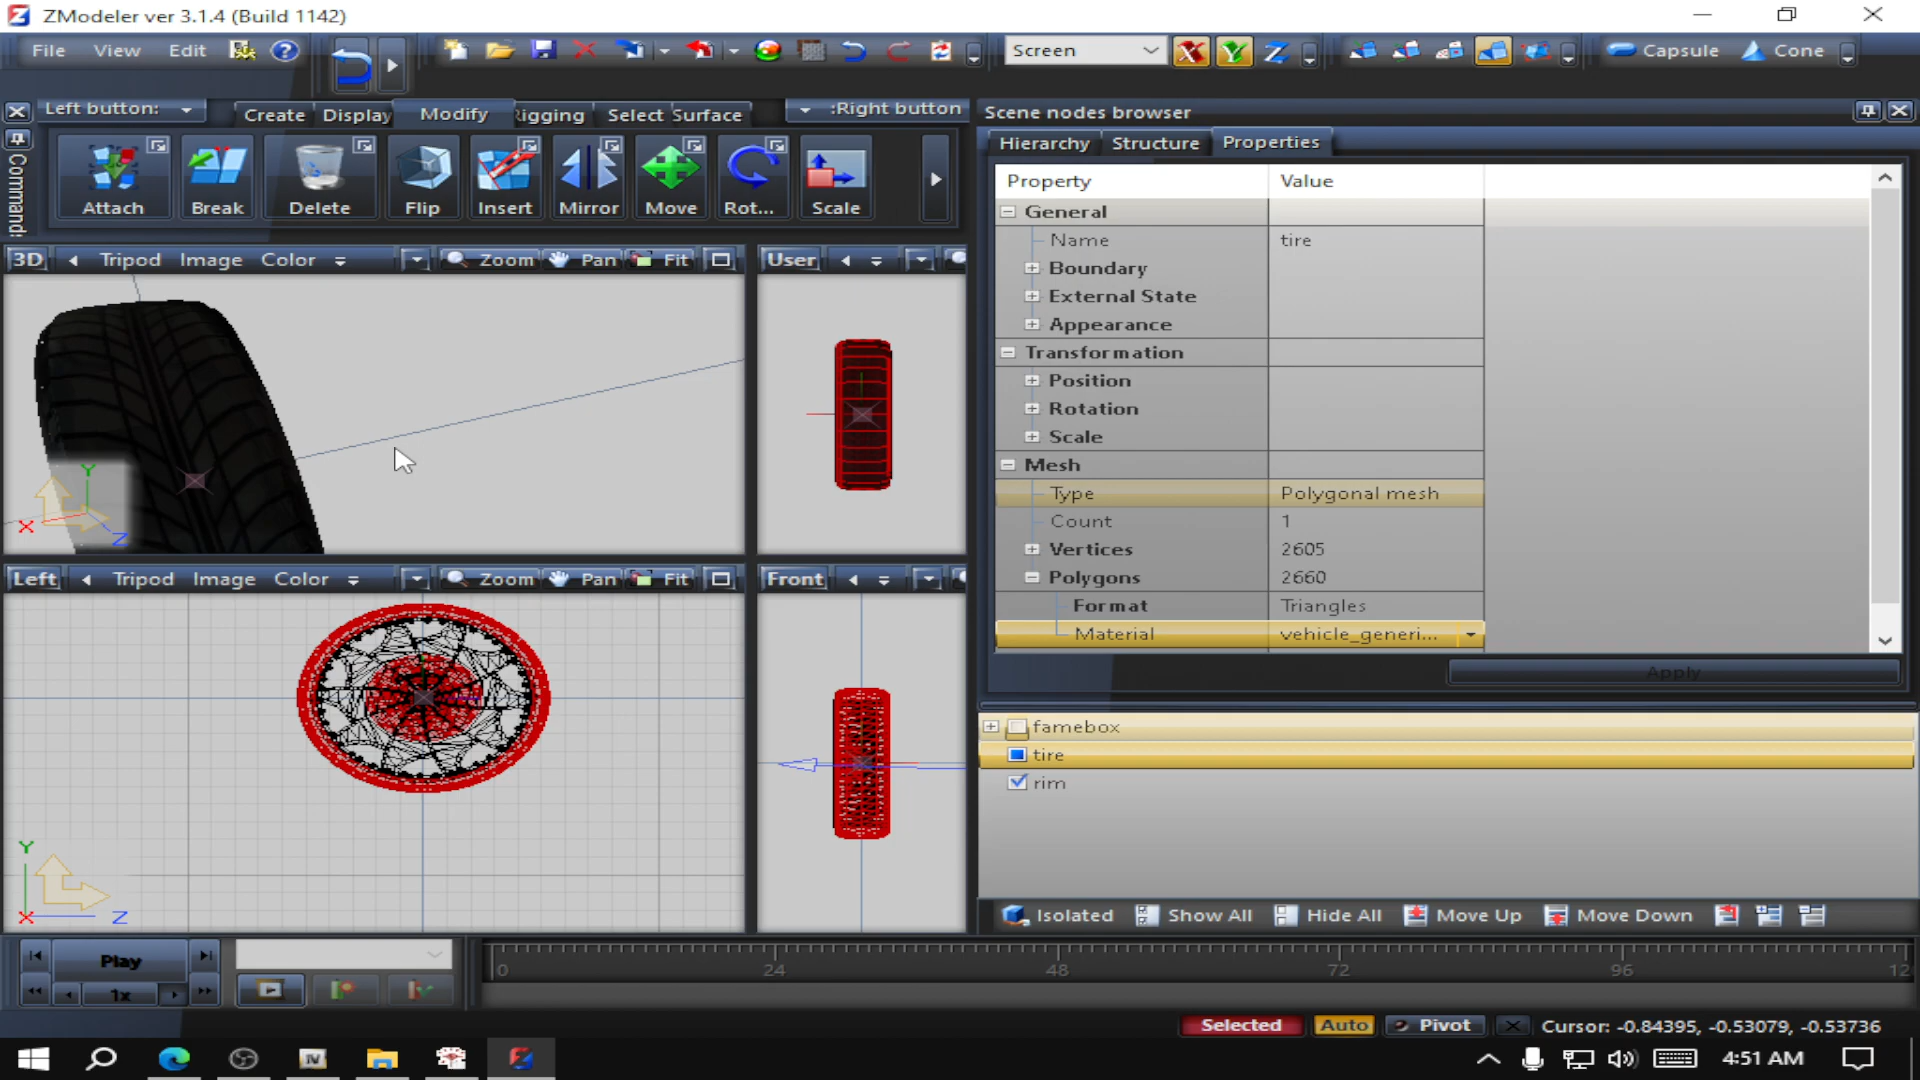 ZModeler ver 3.1.4 (Build 1142)
File View Edit
Screen
Capsule Cone
Left button:
Create Display Modify Rigging Select Surface
:Right button
Commands
Attach Break Delete Flip Insert Mirror Move Rot... Scale
Scene nodes browser
Hierarchy Structure Properties
Property Value
General
Name tire
Boundary
External State
Appearance
Transformation
Position
Rotation
Scale
Mesh
Type Polygonal mesh
Count 1
Vertices 2605
Polygons 2660
Format Triangles
Material vehicle_generi...
Apply
3D Tripod Image Color Zoom Pan Fit
User
Y
X
Z
Left Tripod Image Color Zoom Pan Fit
Front
Y
X Z
famebox
tire
rim
Isolated Show All Hide All Move Up Move Down
Play
1x
0 24 48 72 96 12
Selected Auto Pivot Cursor: -0.84395, -0.53079, -0.53736
IV
4:51 AM